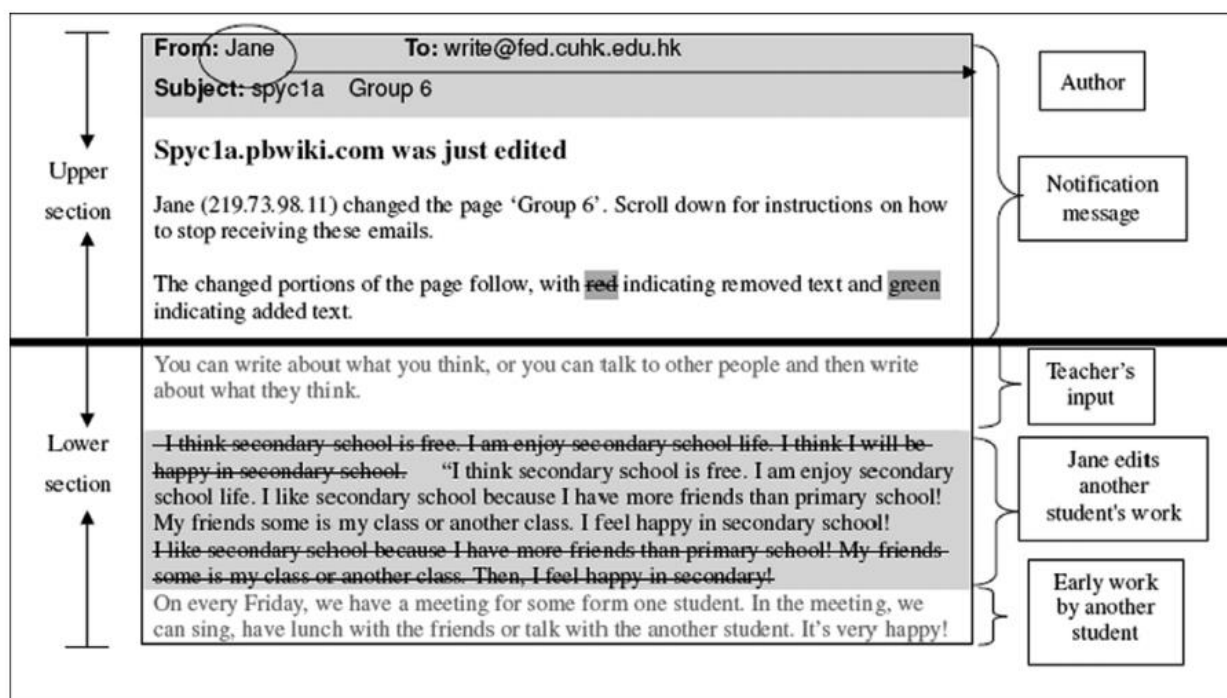 From: Jane To: write@fed.cuhk.edu.hk
Subject: spyc1a Group 6
Author
Spyc1a.pbwiki.com was just edited
Upper
section
Jane (219.73.98.11) changed the page ‘Group 6’. Scroll down for instructions on how
to stop receiving these emails.
Notification
message
The changed portions of the page follow, with red indicating removed text and green
indicating added text.
You can write about what you think, or you can talk to other people and then write
about what they think.
Teacher’s
input
Lower
section
I think secondary school is free. I am enjoy secondary school life. I think I will be
happy in secondary school. “I think secondary school is free. I am enjoy secondary
school life. I like secondary school because I have more friends than primary school!
My friends some is my class or another class. I feel happy in secondary school!
I like secondary school because I have more friends than primary school! My friends
some is my class or another class. Then, I feel happy in secondary!
Jane edits
another
student's work
On every Friday, we have a meeting for some form one student. In the meeting, we
can sing, have lunch with the friends or talk with the another student. It’s very happy!
Early work
by another
student